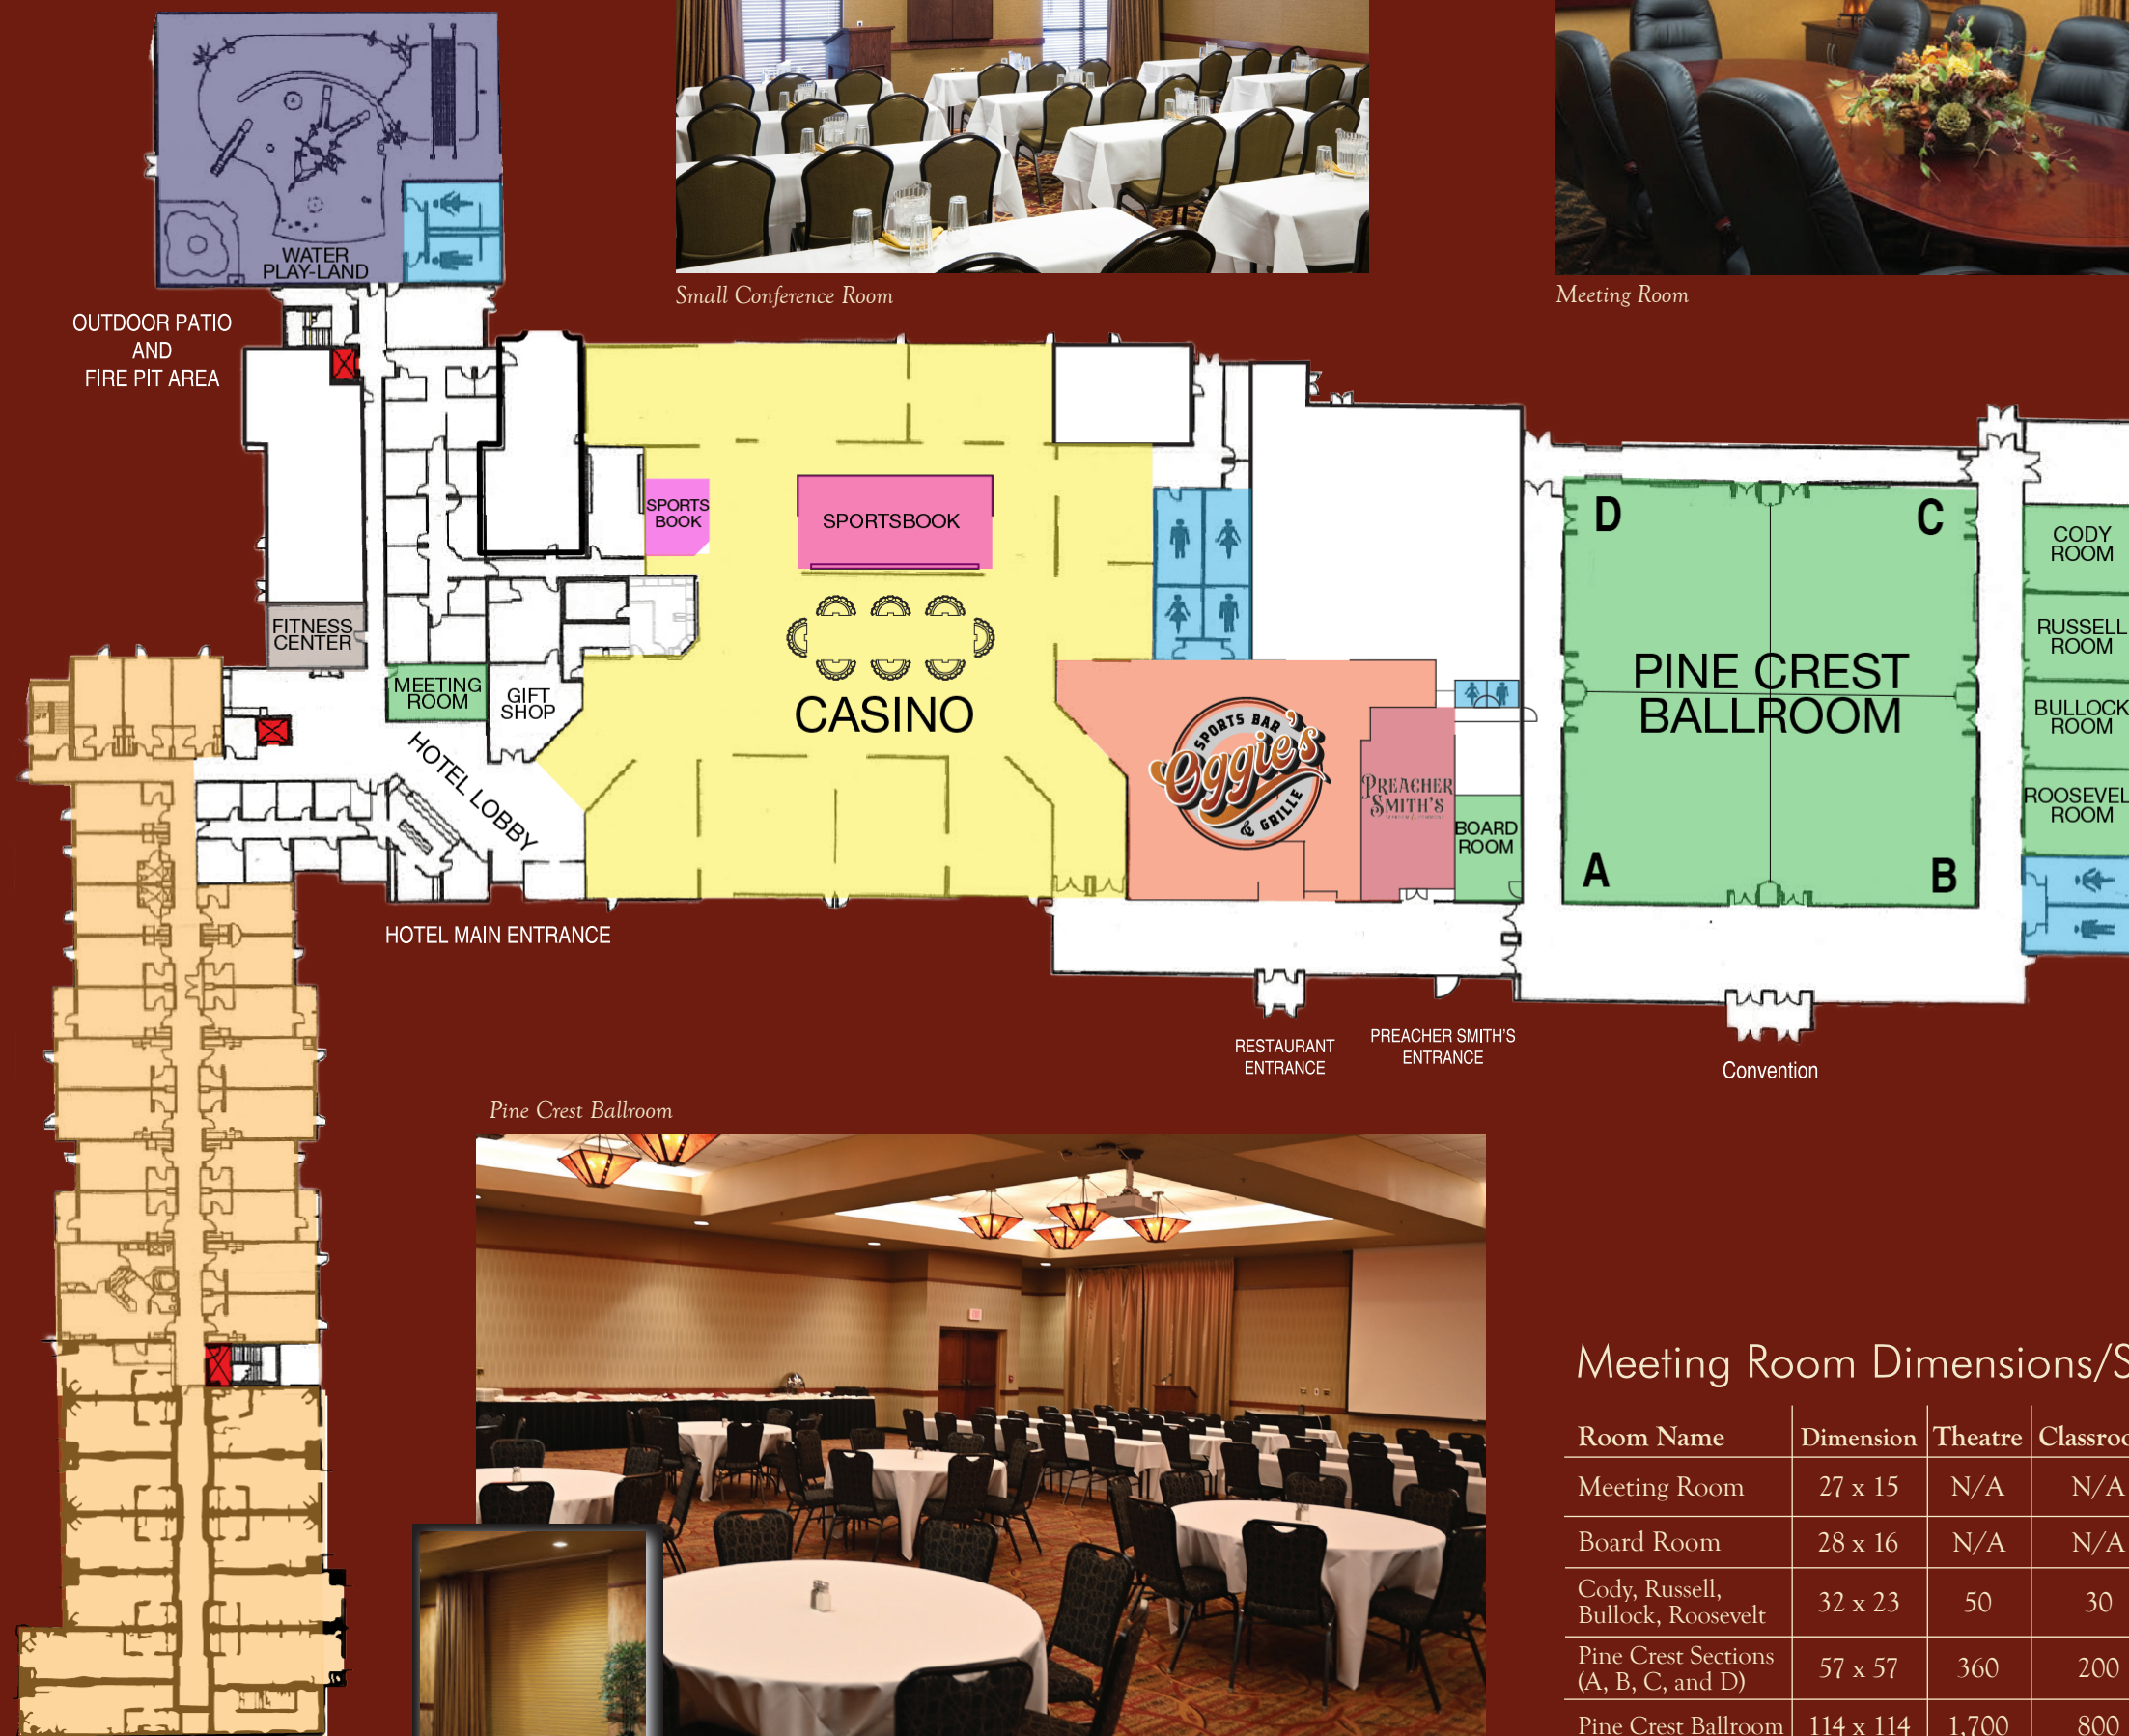 WATER
PLAY-LAND
Small Conference Room
Meeting Room
OUTDOOR PATIO
AND
FIRE PIT AREA
SPORTS
BOOK
SPORTSBOOK
D
C
CODY
ROOM
FITNESS
CENTER
RUSSELL
ROOM
MEETING
ROOM
GIFT
SHOP
CASINO
SPORTS BAR
Oggie's
& GRILLE
PREACHER
SMITH'S
PINE CREST
BALLROOM
BULLOCK
ROOM
HOTEL LOBBY
BOARD
ROOM
ROOSEVEL
ROOM
A
B
HOTEL MAIN ENTRANCE
RESTAURANT
ENTRANCE
PREACHER SMITH'S
ENTRANCE
Convention
Pine Crest Ballroom
Meeting Room Dimensions/S
Room Name Dimension Theatre Classroo
Meeting Room 27 x 15 N/A N/A
Board Room 28 x 16 N/A N/A
Cody, Russell,
Bullock, Roosevelt 32 x 23 50 30
Pine Crest Sections
(A, B, C, and D) 57 x 57 360 200
Pine Crest Ballroom 114 x 114 1,700 800